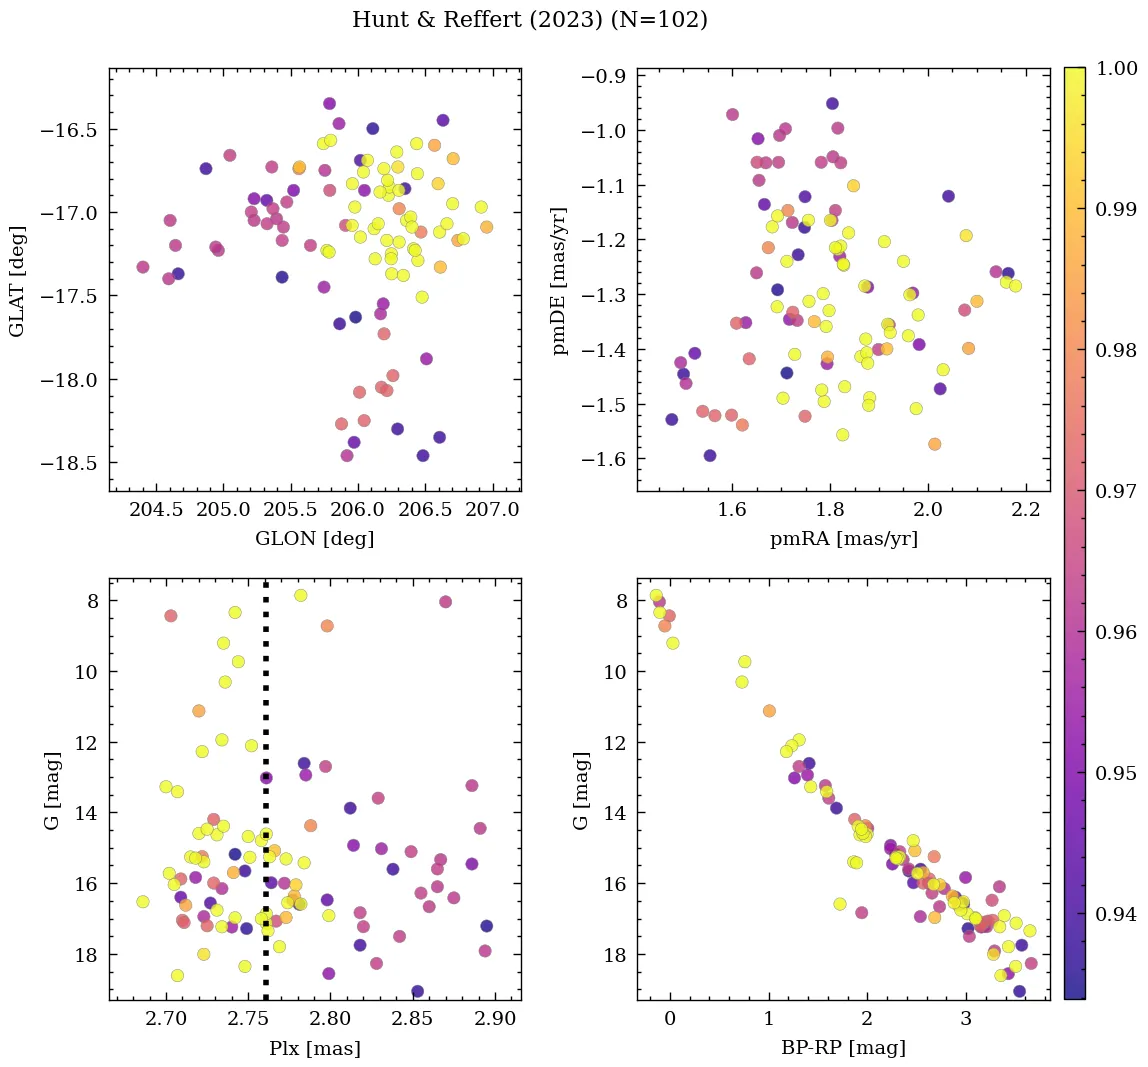 Hunt & Reffert (2023) (N=102)
−16.5
−17.0
−17.5
−18.0
−18.5
GLAT [deg]
204.5 205.0 205.5 206.0 206.5 207.0
GLON [deg]
−0.9
−1.0
−1.1
−1.2
−1.3
−1.4
−1.5
−1.6
pmDE [mas/yr]
1.6 1.8 2.0 2.2
pmRA [mas/yr]
1.00
0.99
0.98
0.97
0.96
0.95
0.94
8
10
12
14
16
18
G [mag]
2.70 2.75 2.80 2.85 2.90
Plx [mas]
8
10
12
14
16
18
G [mag]
0 1 2 3
BP-RP [mag]